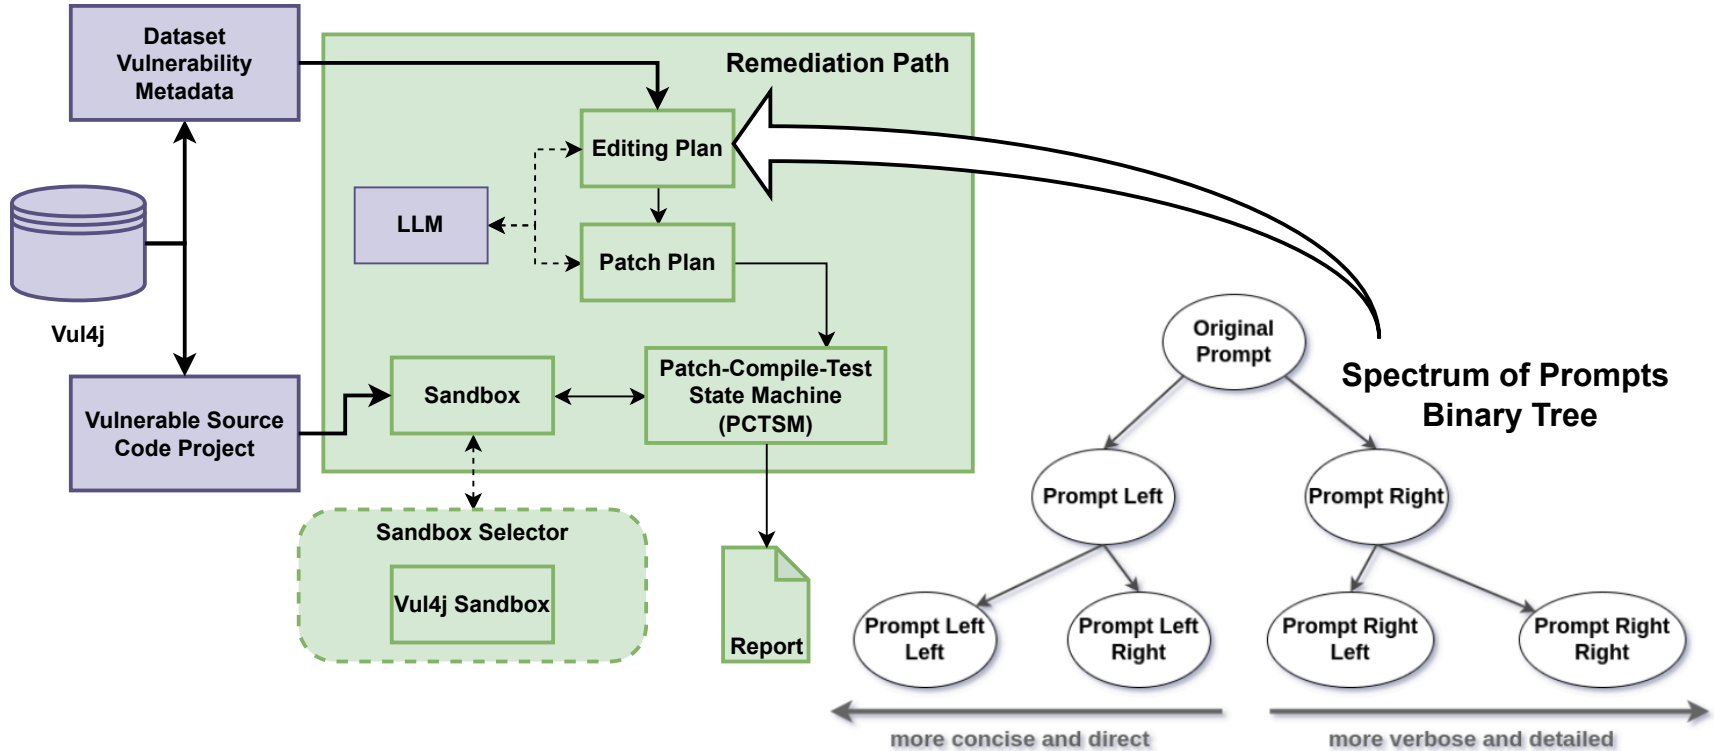 Dataset
Vulnerability
Metadata
Remediation Path
Editing Plan
LLM
Patch Plan
Vul4j
Original
Prompt
Spectrum of Prompts
Binary Tree
Sandbox
Patch-Compile-Test
State Machine
(PCTSM)
Vulnerable Source
Code Project
Prompt Left
Prompt Right
Sandbox Selector
Vul4j Sandbox
Report
Prompt Left
Left
Prompt Left
Right
Prompt Right
Left
Prompt Right
Right
more concise and direct
more verbose and detailed